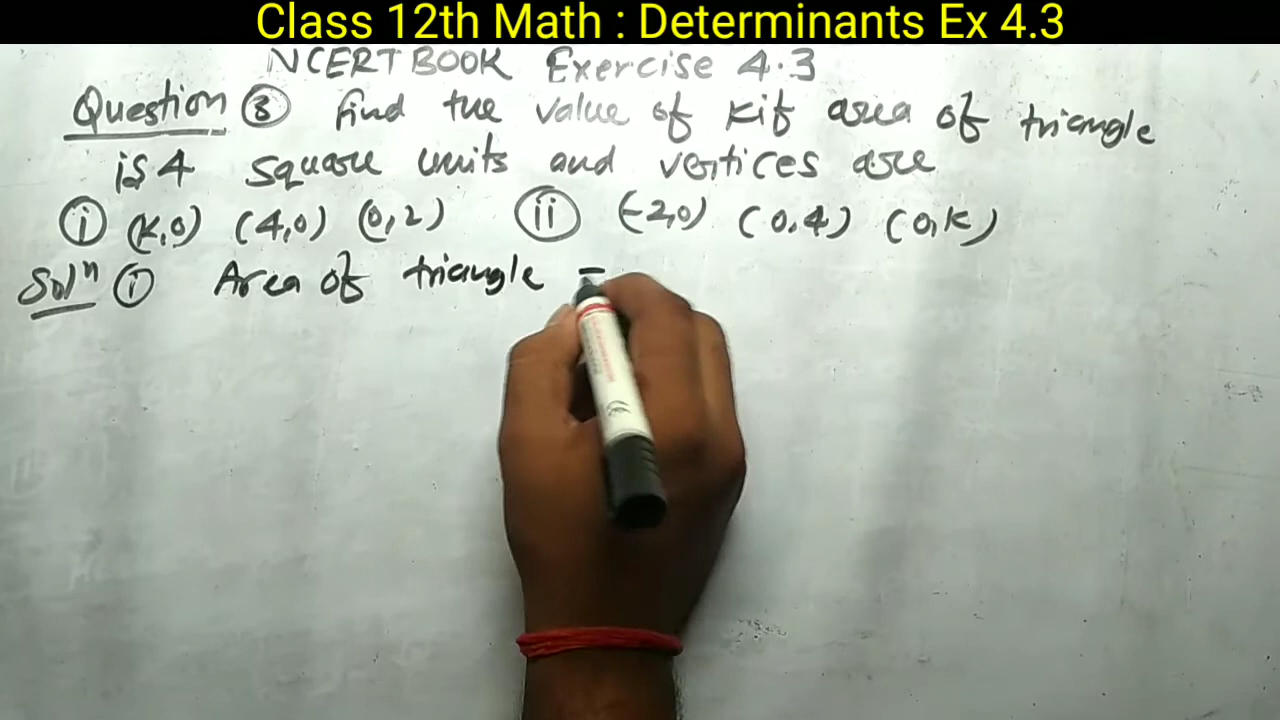 Class 12th Math : Determinants Ex 4.3
NCERT BOOK Exercise 4.3
Question ③ find the value of K if area of triangle
is 4 square units and vertices are
ⓘ (K,0) (4,0) (0,2) ⓘⓘ (-2,0) (0,4) (0,K)
Solⁿ ⓘ Area of triangle =